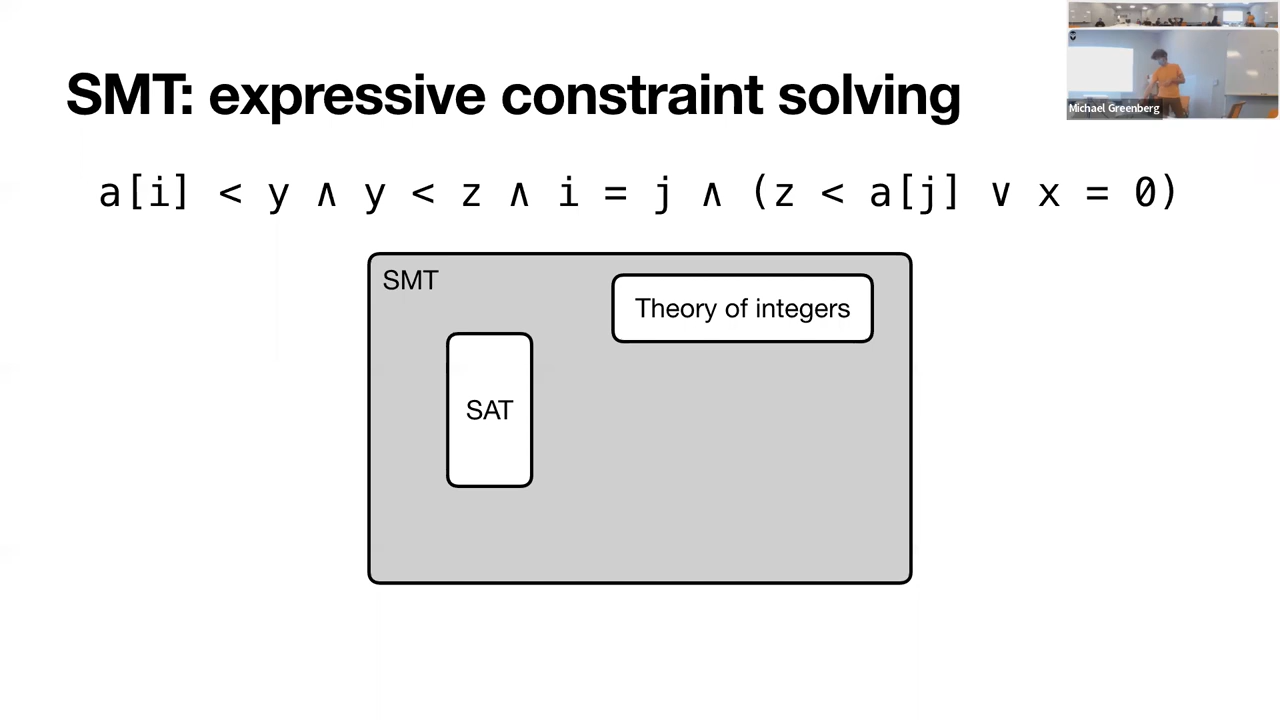 SMT: expressive constraint solving
Michael Greenberg
a[i] < y ∧ y < z ∧ i = j ∧ (z < a[j] ∨ x = 0)
SMT
Theory of integers
SAT